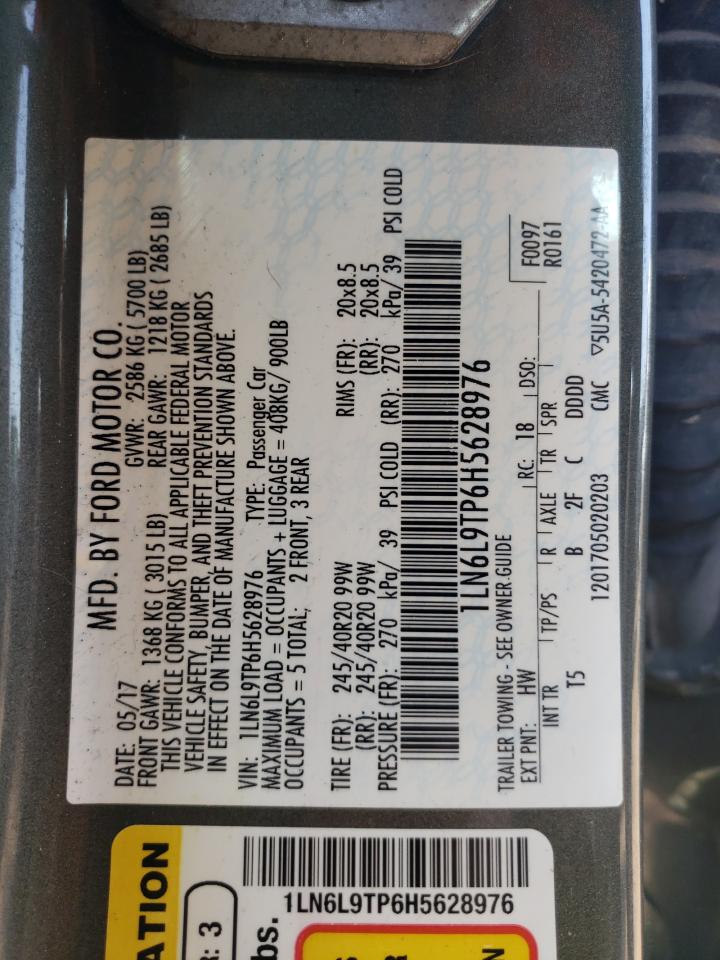 MFD. BY FORD MOTOR CO.
DATE: 05/17 GVWR: 2586 KG ( 5700 LB)
FRONT GAWR: 1368 KG ( 3015 LB) REAR GAWR: 1218 KG ( 2685 LB)
THIS VEHICLE CONFORMS TO ALL APPLICABLE FEDERAL MOTOR
VEHICLE SAFETY, BUMPER, AND THEFT PREVENTION STANDARDS
IN EFFECT ON THE DATE OF MANUFACTURE SHOWN ABOVE.
VIN: 1LN6L9TP6H5628976 TYPE: Passenger Car
MAXIMUM LOAD = OCCUPANTS + LUGGAGE = 408KG/ 900LB
OCCUPANTS = 5 TOTAL, 2 FRONT, 3 REAR
TIRE (FR): 245/40R20 99W RIMS (FR): 20x8.5
(RR): 245/40R20 99W (RR): 20x8.5
PRESSURE (FR): 270 kPa/ 39 PSI COLD (RR): 270 kPa/ 39 PSI COLD
1LN6L9TP6H5628976
TRAILER TOWING - SEE OWNER GUIDE
EXT PNT: HW RC: 18 DSO: F0097
R0161
INT TR TP/PS R AXLE TR SPR
T5 B 2F C DDDD
1201705020203 CMC ▽5U5A-5420472-AA
1LN6L9TP6H5628976
ATION
R: 3
bs.